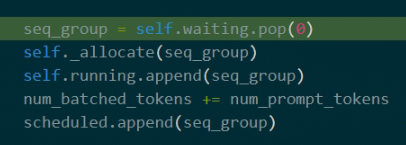 seq_group = self.waiting.pop(0)
self._allocate(seq_group)
self.running.append(seq_group)
num_batched_tokens += num_prompt_tokens
scheduled.append(seq_group)